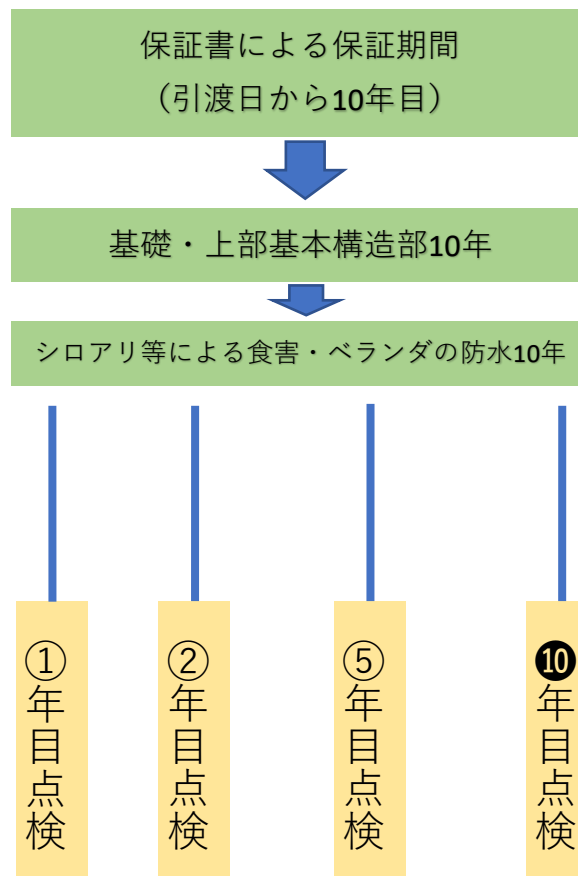 保証書による保証期間
（引渡日から10年目）
基礎・上部基本構造部10年
シロアリ等による食害・ベランダの防水10年
①年目点検
②年目点検
⑤年目点検
❿年目点検